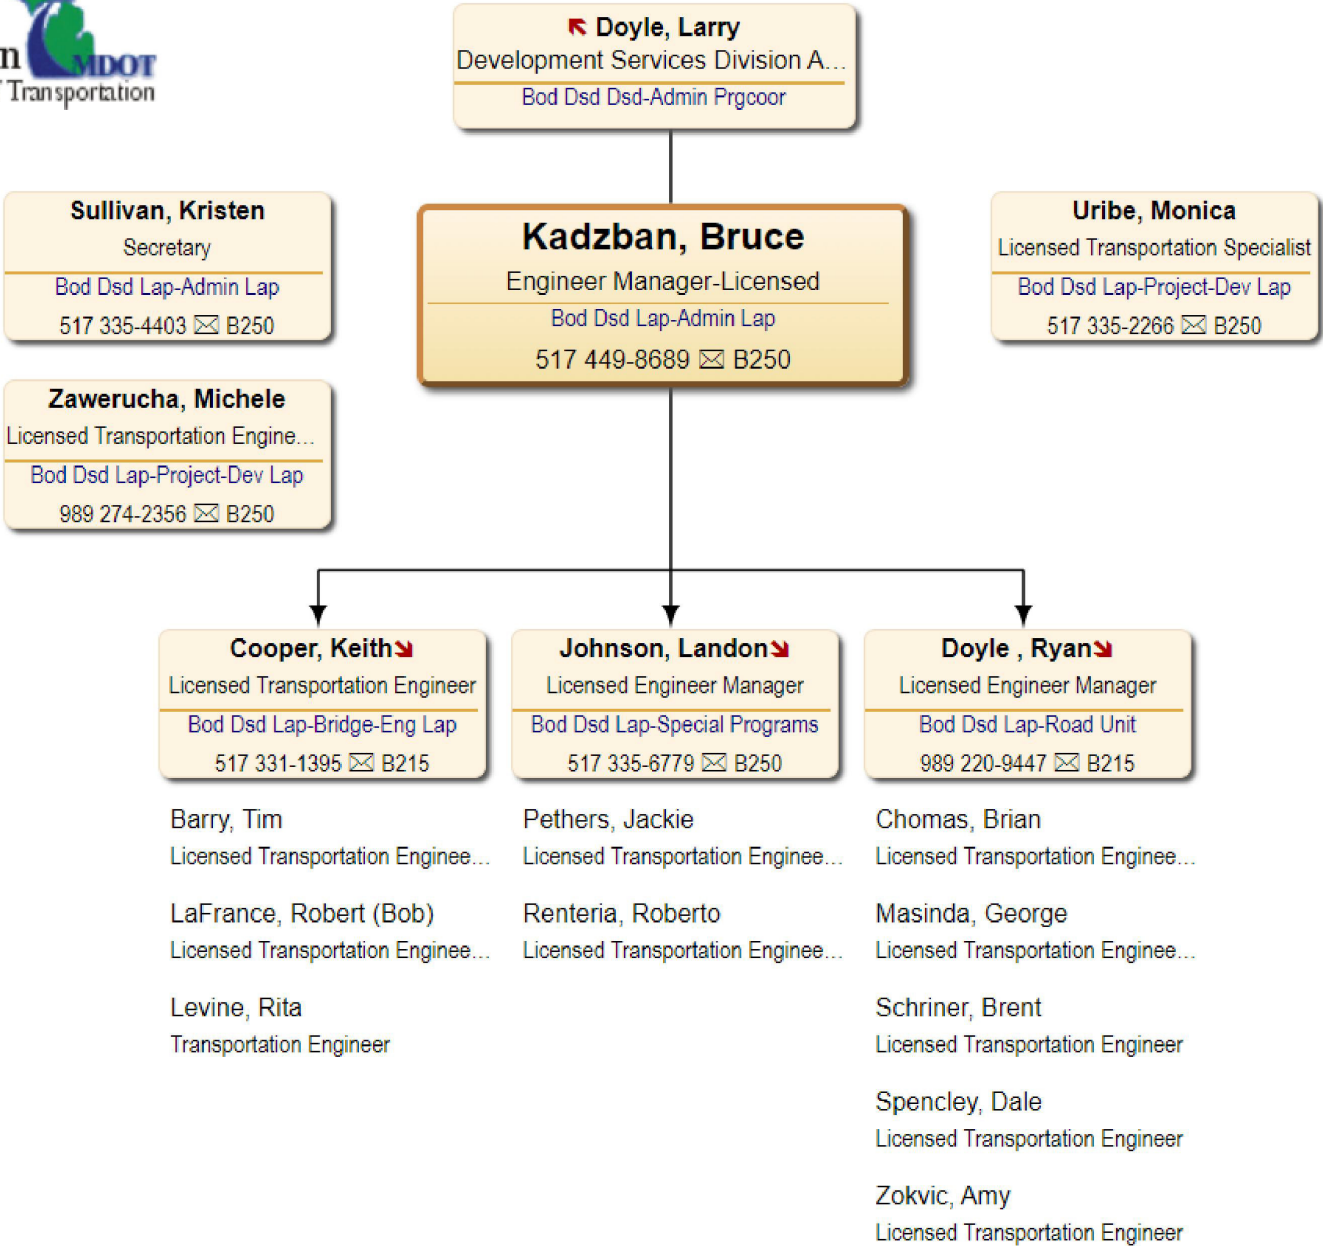 n
MDOT
Transportation
Doyle, Larry
Development Services Division A...
Bod Dsd Dsd-Admin Prgcoor
Sullivan, Kristen
Secretary
Bod Dsd Lap-Admin Lap
517 335-4403 ✉ B250
Kadzban, Bruce
Engineer Manager-Licensed
Bod Dsd Lap-Admin Lap
517 449-8689 ✉ B250
Uribe, Monica
Licensed Transportation Specialist
Bod Dsd Lap-Project-Dev Lap
517 335-2266 ✉ B250
Zawerucha, Michele
Licensed Transportation Engine...
Bod Dsd Lap-Project-Dev Lap
989 274-2356 ✉ B250
Cooper, Keith
Licensed Transportation Engineer
Bod Dsd Lap-Bridge-Eng Lap
517 331-1395 ✉ B215
Barry, Tim
Licensed Transportation Enginee...
LaFrance, Robert (Bob)
Licensed Transportation Enginee...
Levine, Rita
Transportation Engineer
Johnson, Landon
Licensed Engineer Manager
Bod Dsd Lap-Special Programs
517 335-6779 ✉ B250
Pethers, Jackie
Licensed Transportation Enginee...
Renteria, Roberto
Licensed Transportation Enginee...
Doyle , Ryan
Licensed Engineer Manager
Bod Dsd Lap-Road Unit
989 220-9447 ✉ B215
Chomas, Brian
Licensed Transportation Enginee...
Masinda, George
Licensed Transportation Enginee...
Schriner, Brent
Licensed Transportation Engineer
Spencley, Dale
Licensed Transportation Engineer
Zokvic, Amy
Licensed Transportation Engineer